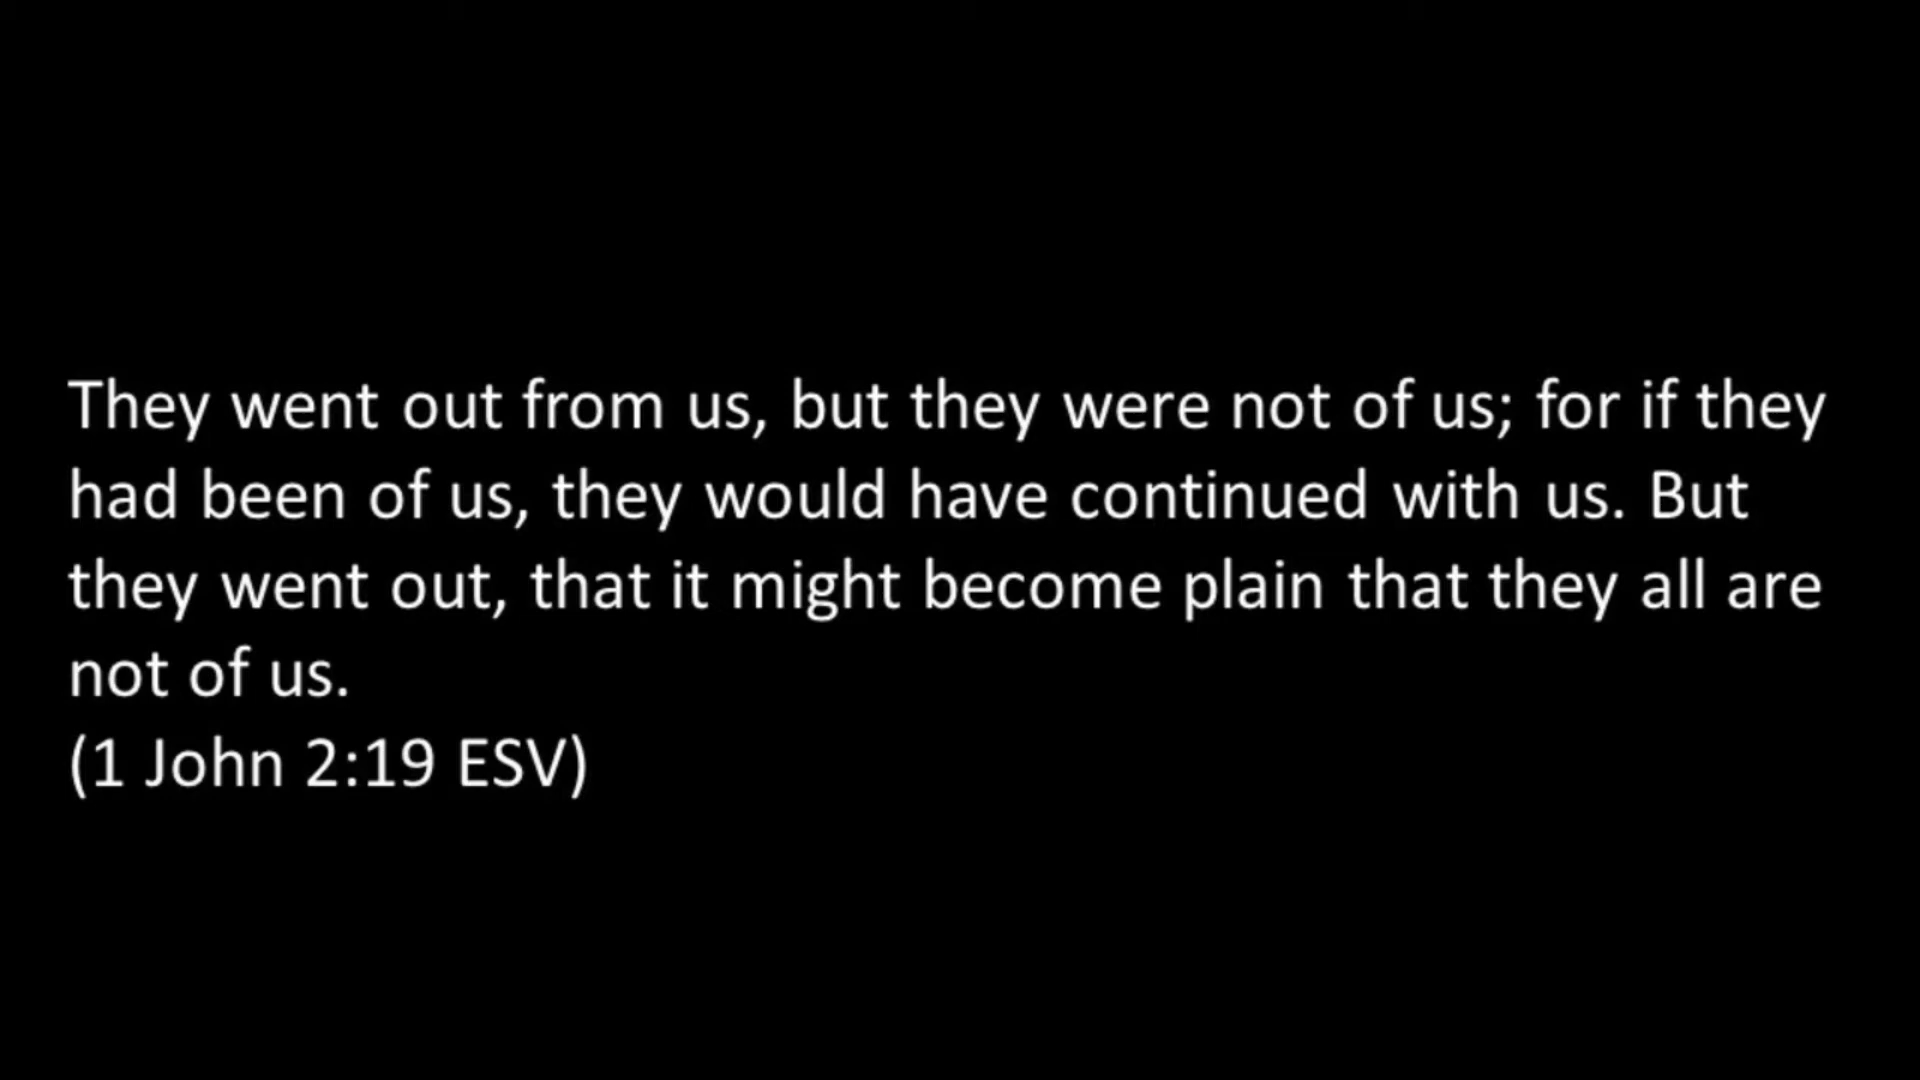 They went out from us, but they were not of us; for if they
had been of us, they would have continued with us. But
they went out, that it might become plain that they all are
not of us.
(1 John 2:19 ESV)